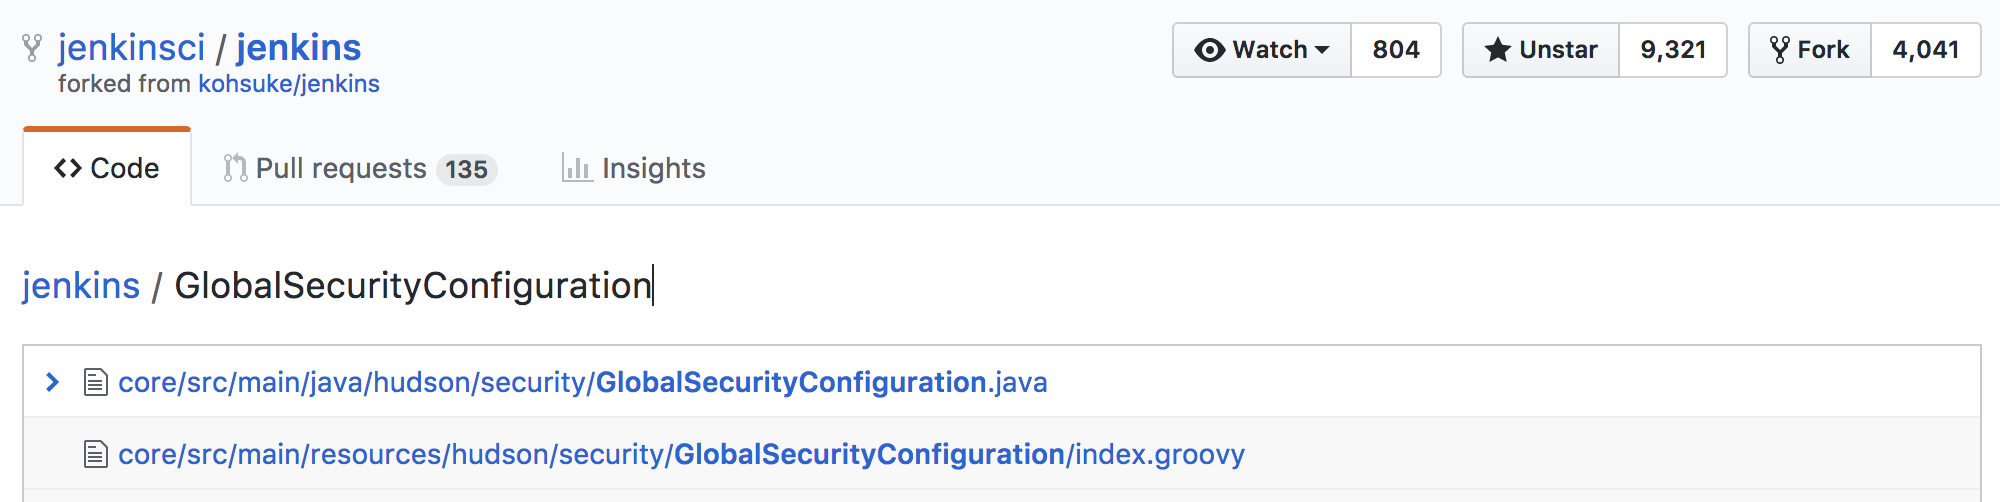 jenkinsci / jenkins
forked from kohsuke/jenkins
Watch 804 Unstar 9,321 Fork 4,041
Code Pull requests 135 Insights
jenkins / GlobalSecurityConfiguration
core/src/main/java/hudson/security/GlobalSecurityConfiguration.java
core/src/main/resources/hudson/security/GlobalSecurityConfiguration/index.groovy